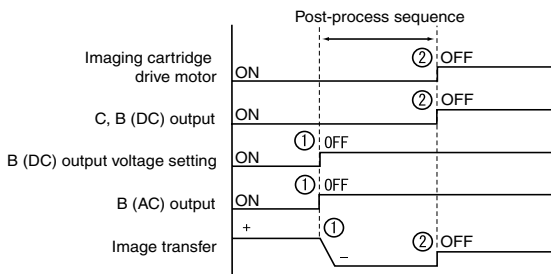 Post-process sequence
Imaging cartridge
drive motor
ON
② OFF
C, B (DC) output
ON
② OFF
B (DC) output voltage setting
ON
① OFF
B (AC) output
ON
① OFF
Image transfer
+
①
−
② OFF